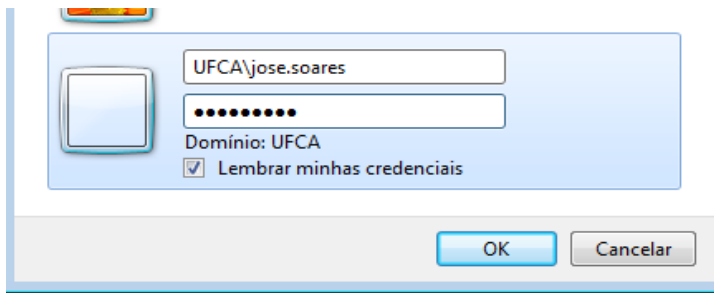 UFCA\jose.soares
●●●●●●●●●
Domínio: UFCA
Lembrar minhas credenciais
OK Cancelar